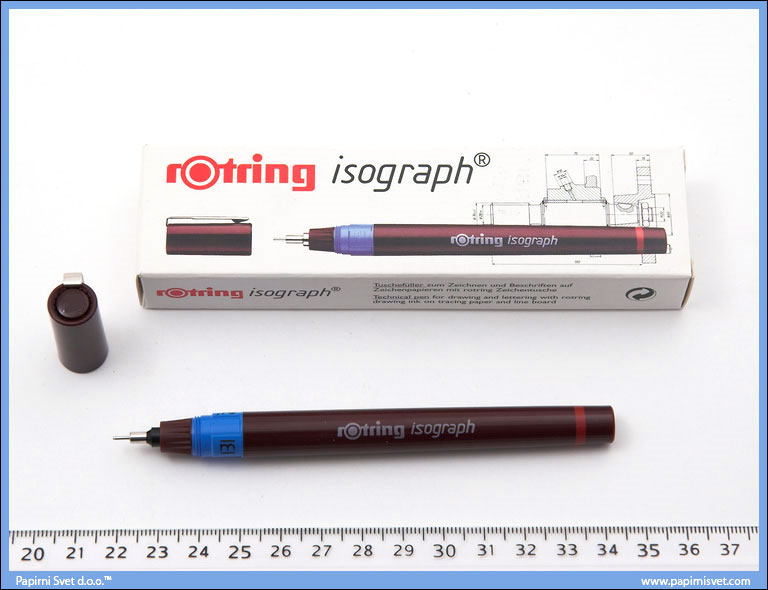 rotring isograph®
rotring isograph
rotring isograph®
Tuschefüller zum Zeichnen und Beschriften auf
Zeichenpapieren mit rotring Zeichentusche
Technical pen for drawing and lettering with rotring
drawing ink on tracing paper and line board
rotring isograph
20 21 22 23 24 25 26 27 28 29 30 31 32 33 34 35 36 37
Papirni Svet d.o.o.™
www.papirnisvet.com